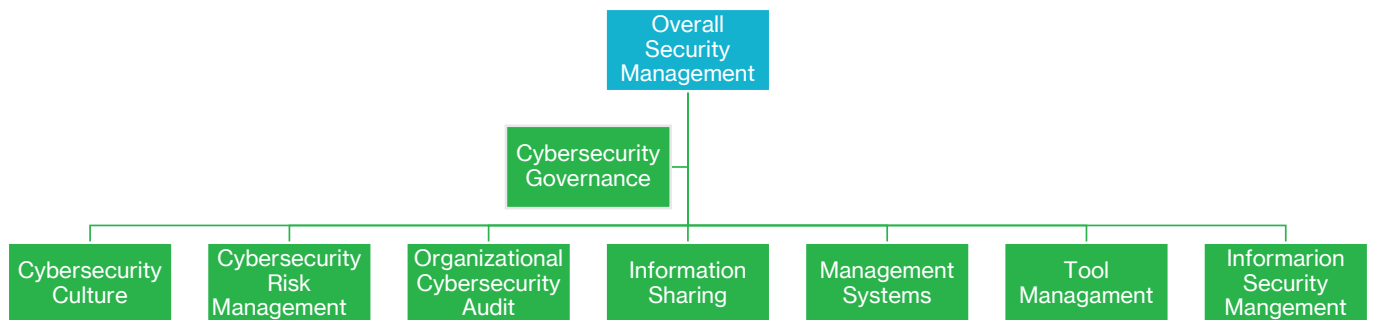 Overall
Security
Management
Cybersecurity
Governance
Cybersecurity
Culture
Cybersecurity
Risk
Management
Organizational
Cybersecurity
Audit
Information
Sharing
Management
Systems
Tool
Managament
Informarion
Security
Mangement